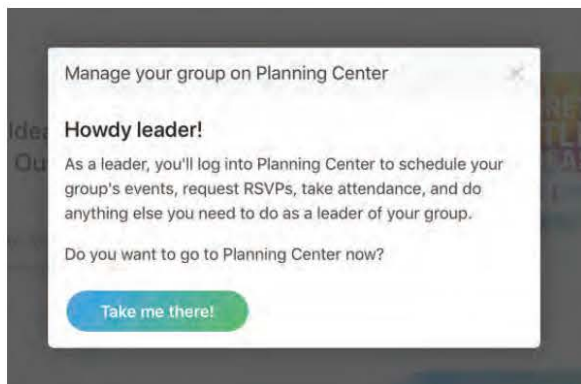 Manage your group on Planning Center
Howdy leader!
As a leader, you'll log into Planning Center to schedule your
group's events, request RSVPs, take attendance, and do
anything else you need to do as a leader of your group.
Do you want to go to Planning Center now?
Take me there!